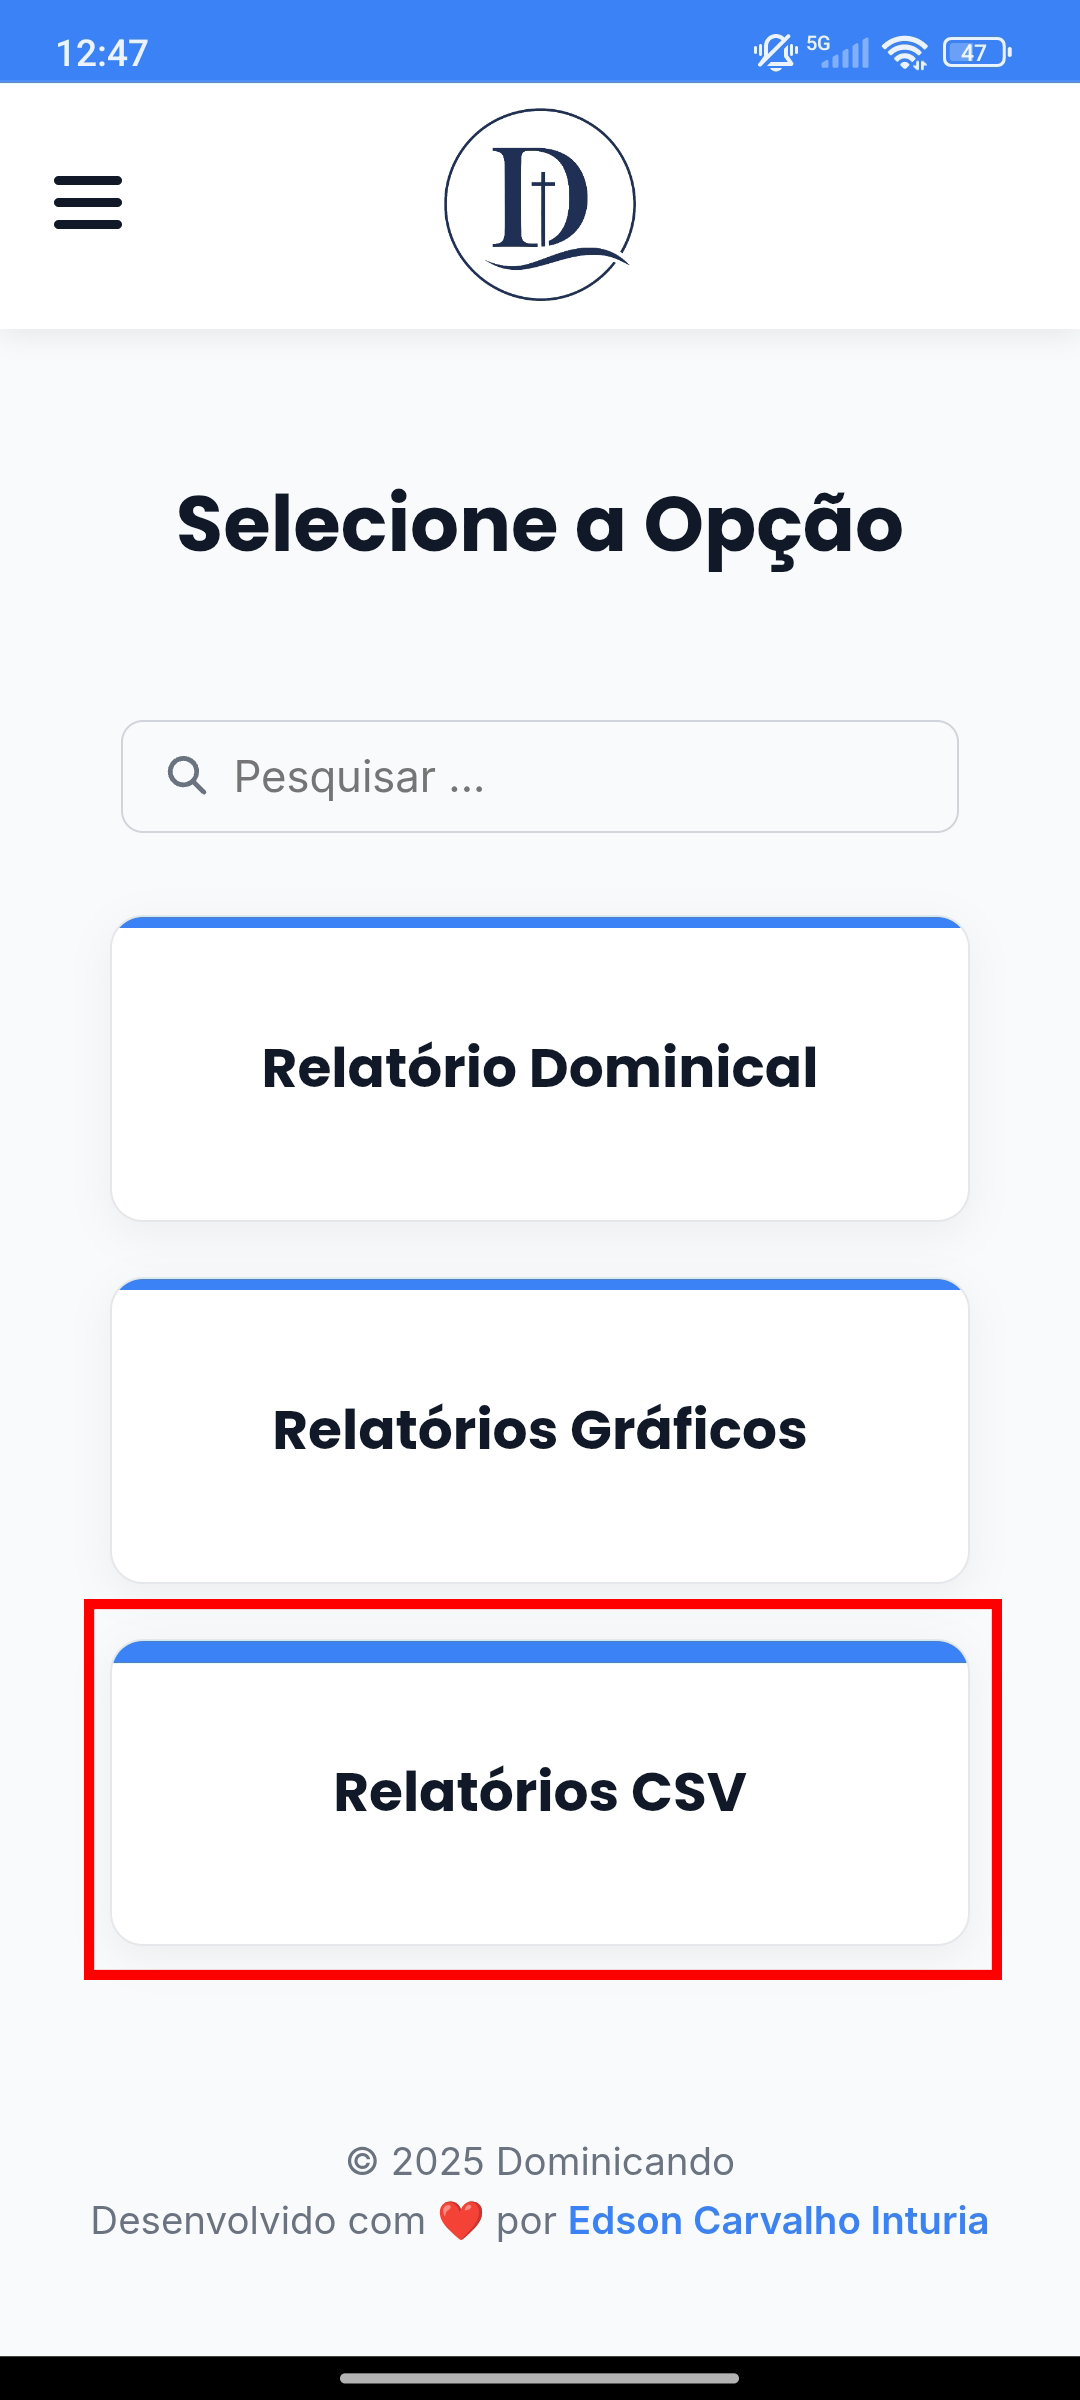 12:47
5G
47
D
Selecione a Opção
Pesquisar ...
Relatório Dominical
Relatórios Gráficos
Relatórios CSV
© 2025 Dominicando
Desenvolvido com ❤️ por Edson Carvalho Inturia